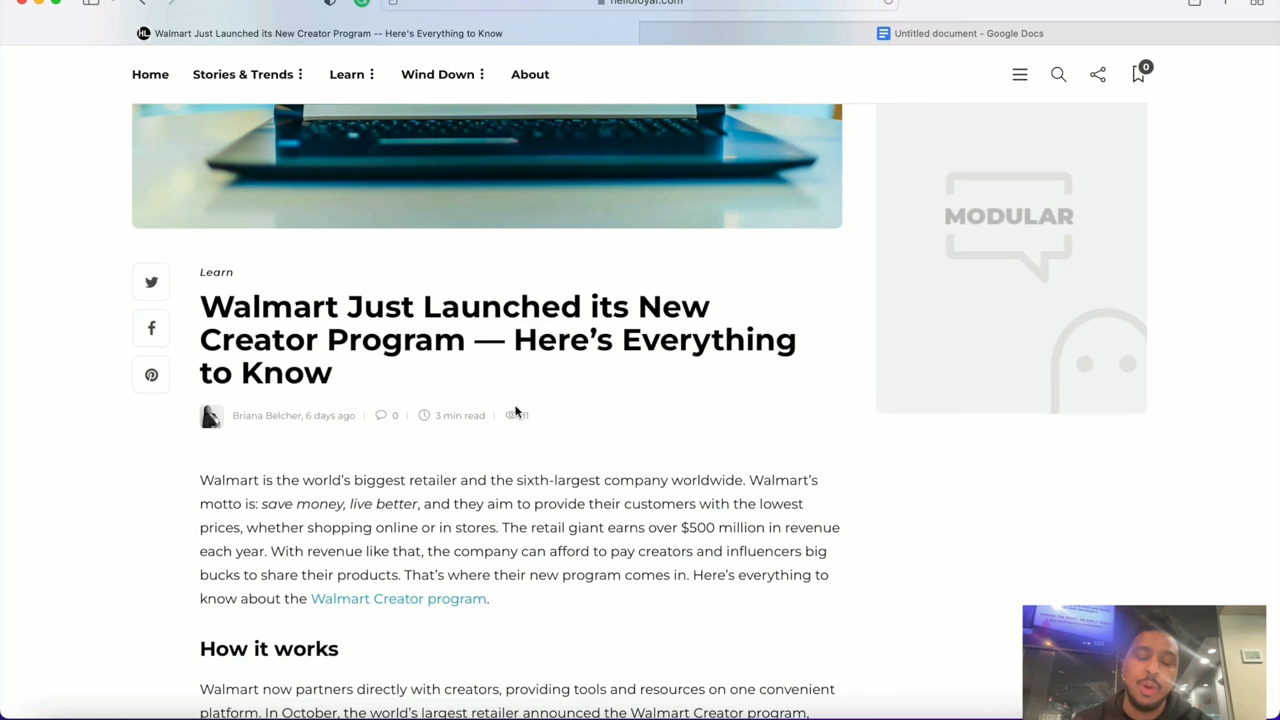 Walmart Just Launched its New Creator Program -- Here's Everything to Know
Untitled document - Google Docs
Home
Stories & Trends
Learn
Wind Down
About
0
MODULAR
Learn
Walmart Just Launched its New
Creator Program — Here’s Everything
to Know
Briana Belcher, 6 days ago
0
3 min read
Walmart is the world’s biggest retailer and the sixth-largest company worldwide. Walmart’s
motto is: save money, live better, and they aim to provide their customers with the lowest
prices, whether shopping online or in stores. The retail giant earns over $500 million in revenue
each year. With revenue like that, the company can afford to pay creators and influencers big
bucks to share their products. That’s where their new program comes in. Here’s everything to
know about the Walmart Creator program.
How it works
Walmart now partners directly with creators, providing tools and resources on one convenient
platform. In October, the world’s largest retailer announced the Walmart Creator program,